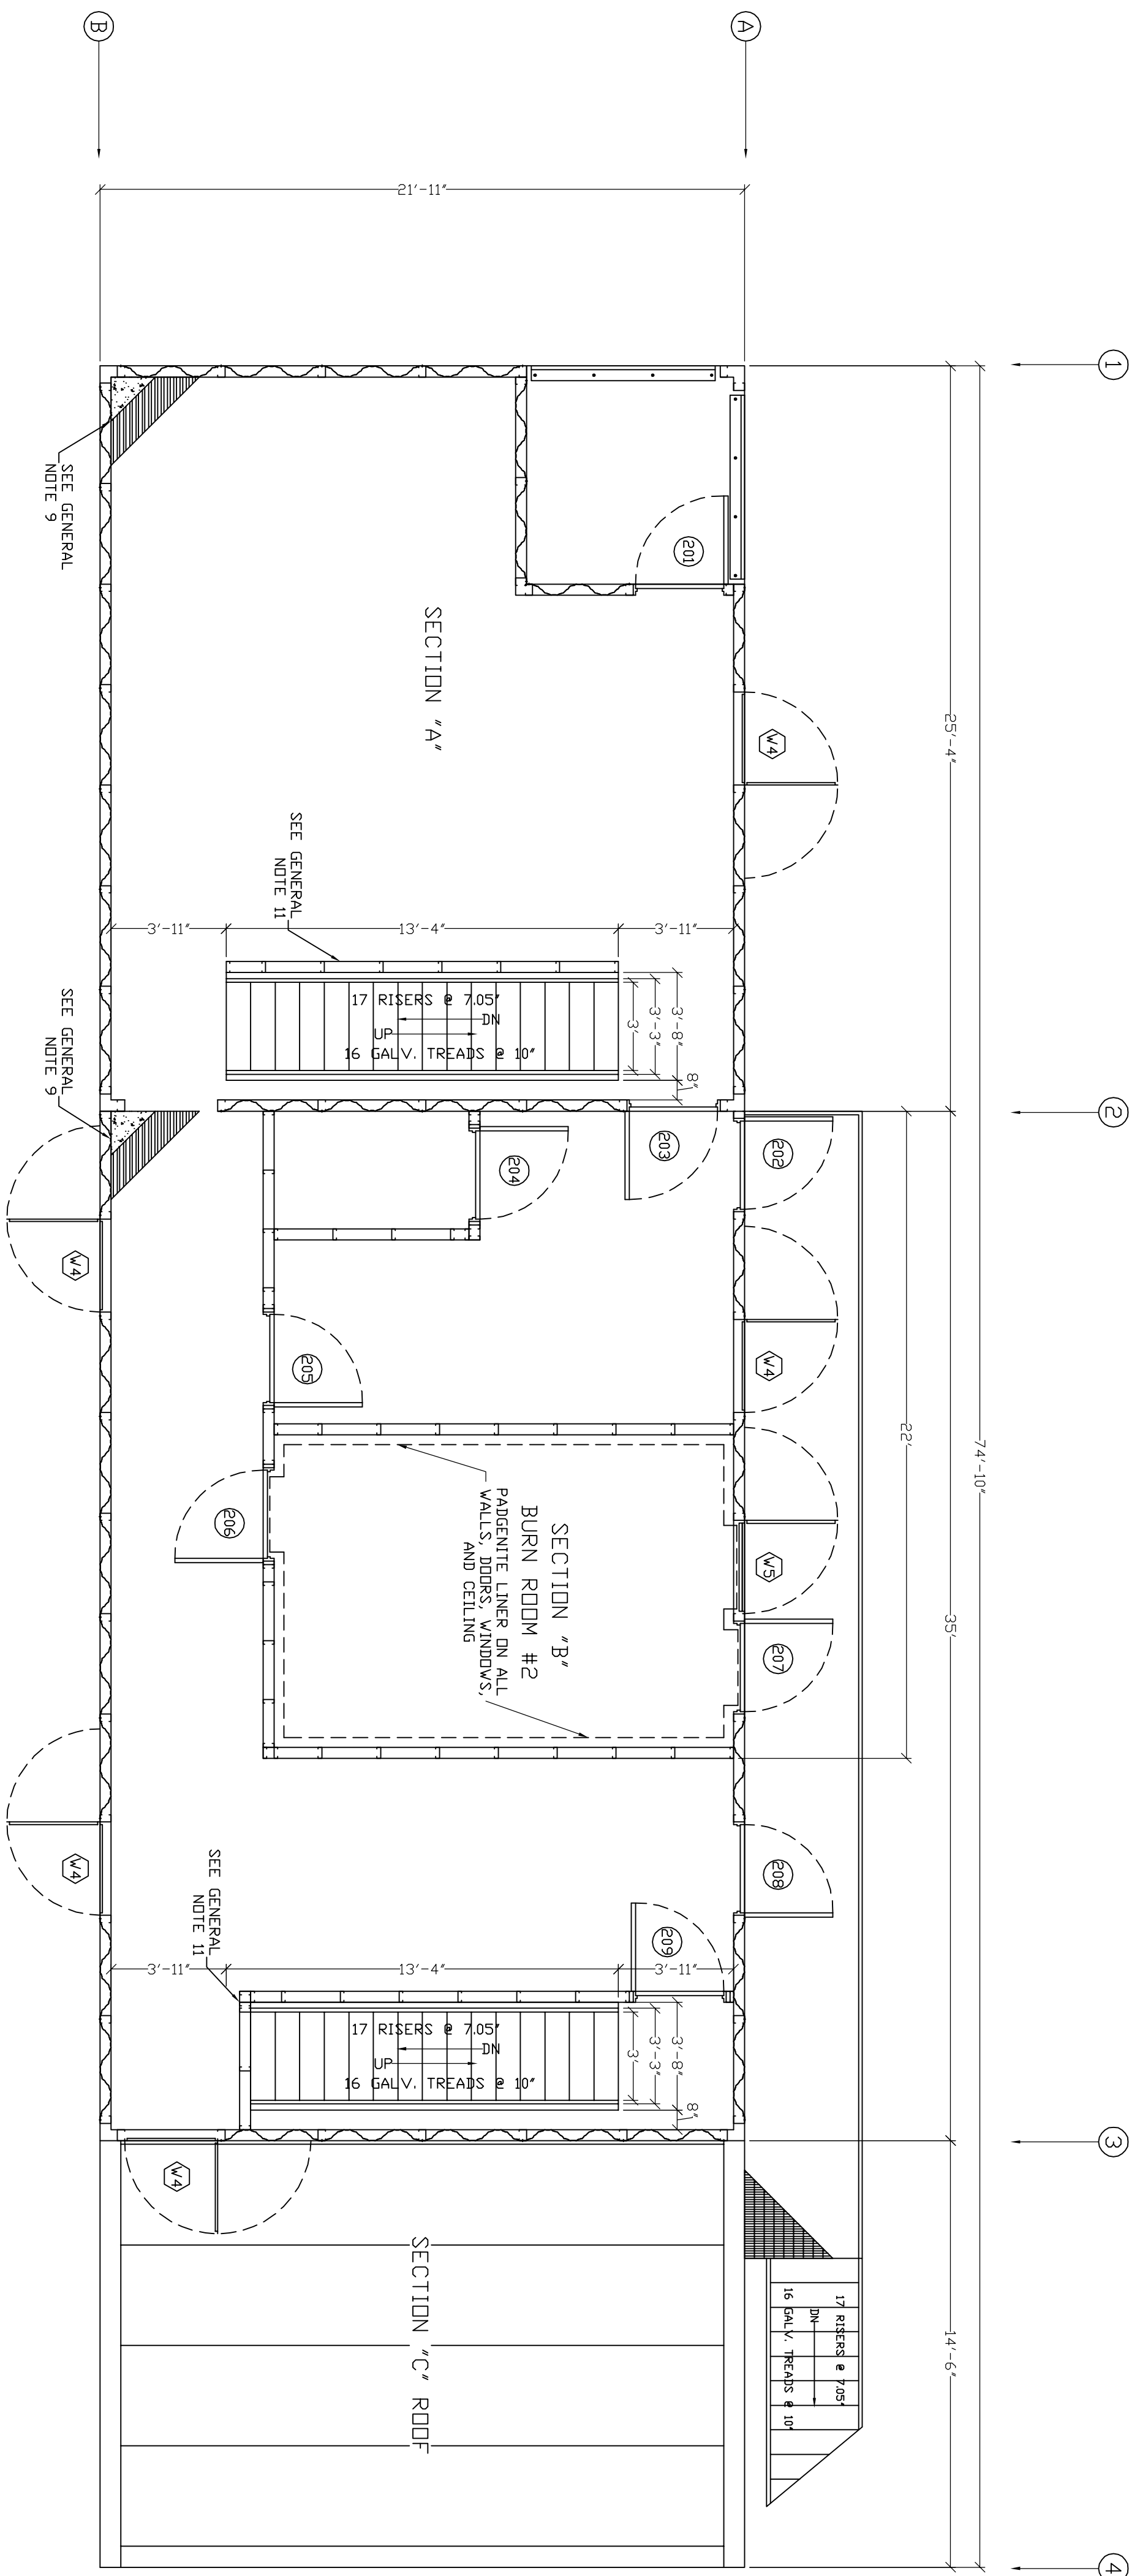 1
2
3
4
74'-10"
25'-4"
35'
14'-6"
22'
A
B
21'-11"
17 RISERS @ 7.05"
DN
16 GALV. TREADS @ 10"
201
W4
202
W4
W5
207
208
203
204
205
206
209
SECTION "A"
3'-11"
13'-4"
3'-11"
3'-8"
3'-3"
3'
8"
17 RISERS @ 7.05"
DN
UP
16 GALV. TREADS @ 10"
SEE GENERAL
NOTE 11
SECTION "B"
BURN ROOM #2
PADGENITE LINER ON ALL
WALLS, DOORS, WINDOWS,
AND CEILING
3'-11"
13'-4"
3'-11"
3'-8"
3'-3"
3'
8"
17 RISERS @ 7.05"
DN
UP
16 GALV. TREADS @ 10"
SEE GENERAL
NOTE 11
SECTION "C" ROOF
W4
SEE GENERAL
NOTE 9
SEE GENERAL
NOTE 9
W4
W4